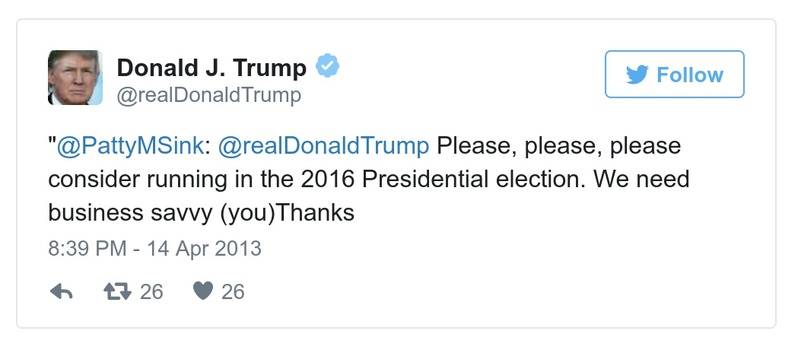 Donald J. Trump
@realDonaldTrump
Follow
"@PattyMSink: @realDonaldTrump Please, please, please
consider running in the 2016 Presidential election. We need
business savvy (you)Thanks
8:39 PM - 14 Apr 2013
26 26